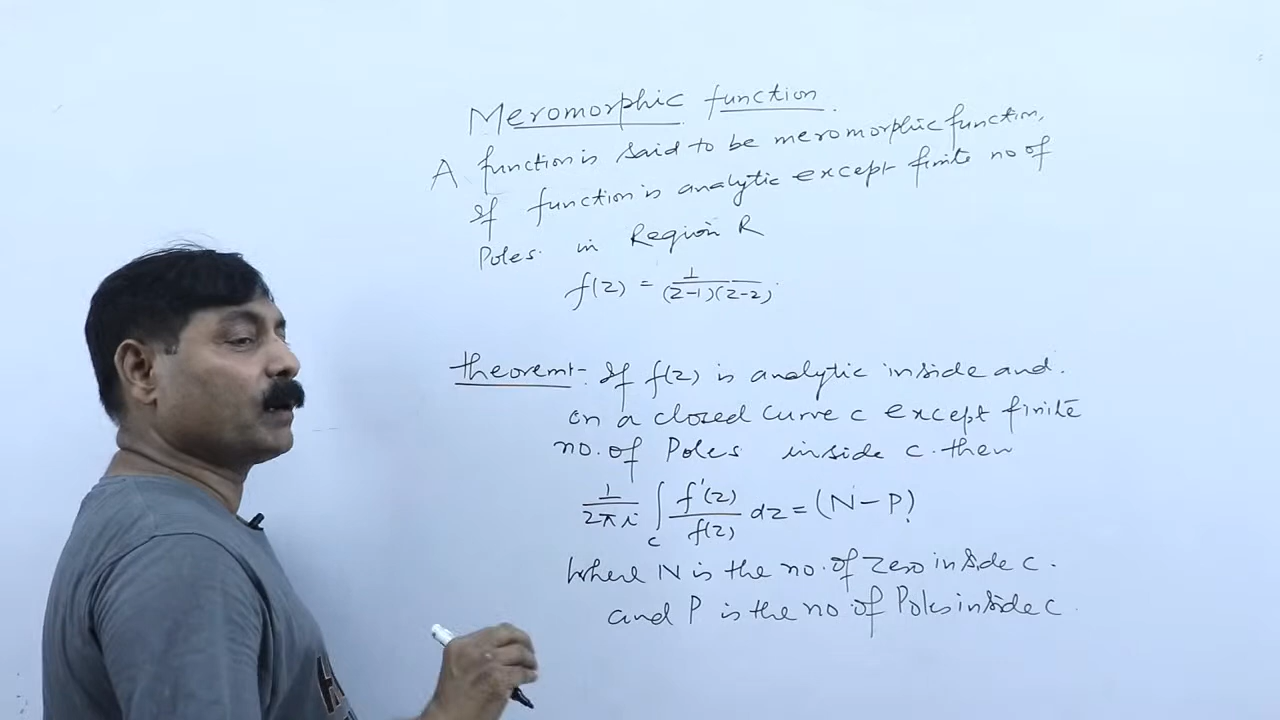 Meromorphic function.
A function is said to be meromorphic function,
If function is analytic except finite no of
Poles. in Region R
f(z) = 1/(z-1)(z-2).
theorem:- If f(z) is analytic inside and.
on a closed curve c except finite
no. of Poles inside c. then
1/2πi ∫c f'(z)/f(z) dz = (N-P)
where N is the no. of zero inside c.
and P is the no. of Poles inside c.